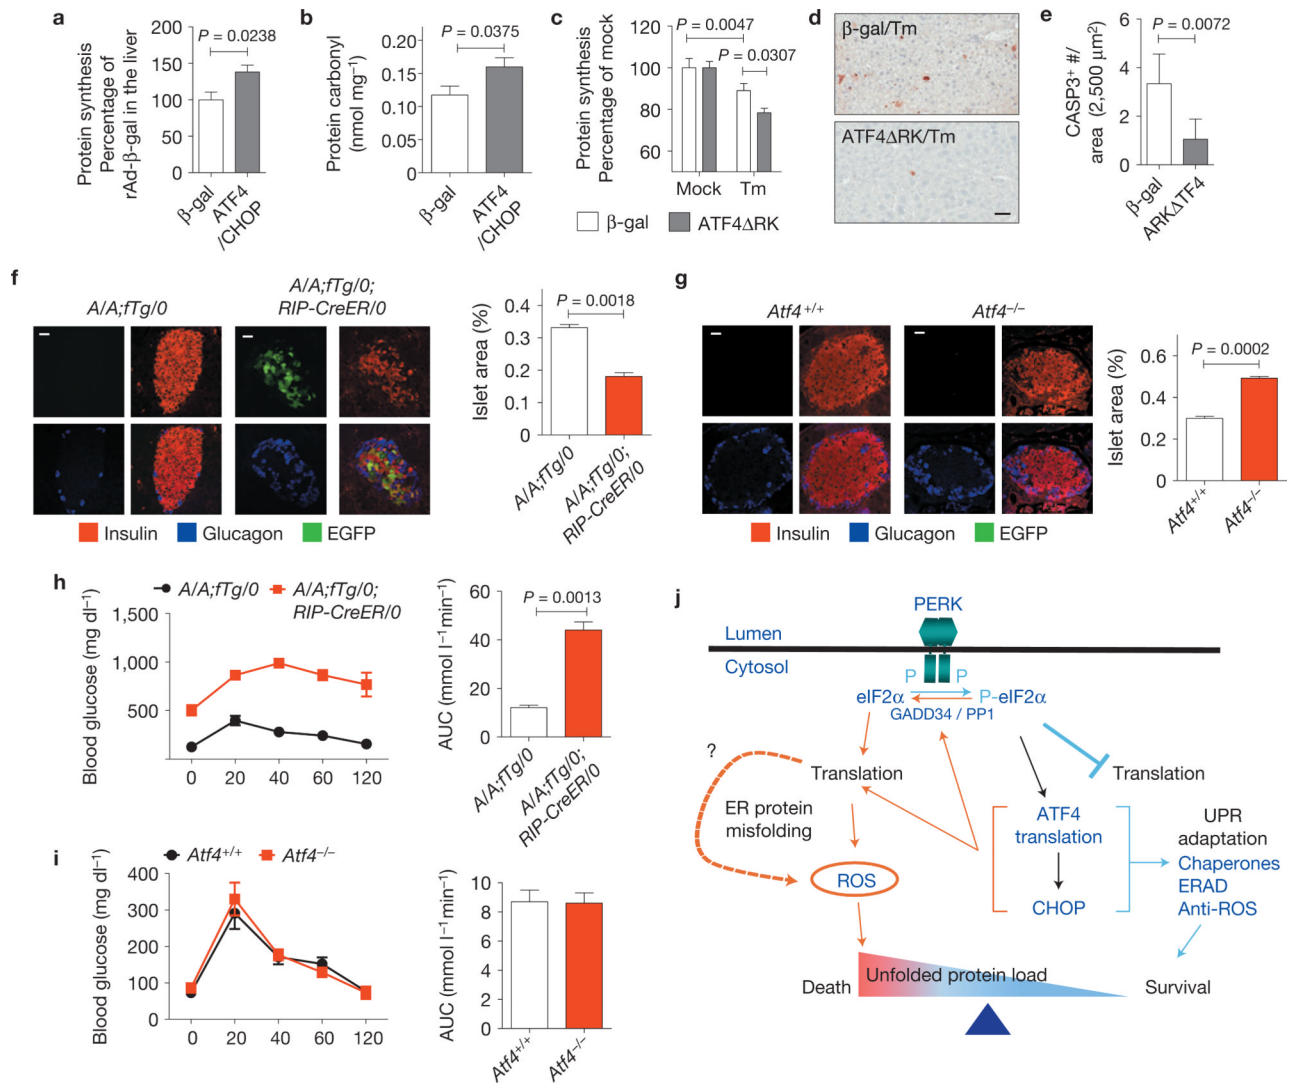 a
Protein synthesis
Percentage of
rAd-β-gal in the liver
P = 0.0238
200
150
100
50
0
β-gal
ATF4
/CHOP
b
Protein carbonyl
(nmol mg⁻¹)
P = 0.0375
0.20
0.15
0.10
0.05
0
β-gal
ATF4
/CHOP
c
Protein synthesis
Percentage of mock
P = 0.0047
P = 0.0307
120
100
80
60
Mock
Tm
β-gal
ATF4ΔRK
d
β-gal/Tm
ATF4ΔRK/Tm
e
CASP3⁺ #/
area (2,500 µm²)
P = 0.0072
6
4
2
0
β-gal
ARKΔTF4
f
A/A;fTg/0
A/A;fTg/0;
RIP-CreER/0
Insulin
Glucagon
EGFP
Islet area (%)
P = 0.0018
0.4
0.3
0.2
0.1
0
A/A;fTg/0
A/A;fTg/0;
RIP-CreER/0
g
Atf4⁺/⁺
Atf4⁻/⁻
Insulin
Glucagon
EGFP
Islet area (%)
P = 0.0002
0.6
0.4
0.2
0
Atf4⁺/⁺
Atf4⁻/⁻
h
A/A;fTg/0
A/A;fTg/0;
RIP-CreER/0
Blood glucose (mg dl⁻¹)
1,500
1,000
500
0
20
40
60
120
AUC (mmol l⁻¹min⁻¹)
P = 0.0013
60
40
20
0
A/A;fTg/0
A/A;fTg/0;
RIP-CreER/0
i
Atf4⁺/⁺
Atf4⁻/⁻
Blood glucose (mg dl⁻¹)
400
300
200
100
0
0
20
40
60
120
AUC (mmol l⁻¹min⁻¹)
10
8
6
4
2
0
Atf4⁺/⁺
Atf4⁻/⁻
j
PERK
Lumen
Cytosol
P
P
eIF2α
P-eIF2α
GADD34 / PP1
?
Translation
Translation
ER protein
misfolding
ATF4
translation
CHOP
UPR
adaptation
Chaperones
ERAD
Anti-ROS
ROS
Unfolded protein load
Death
Survival